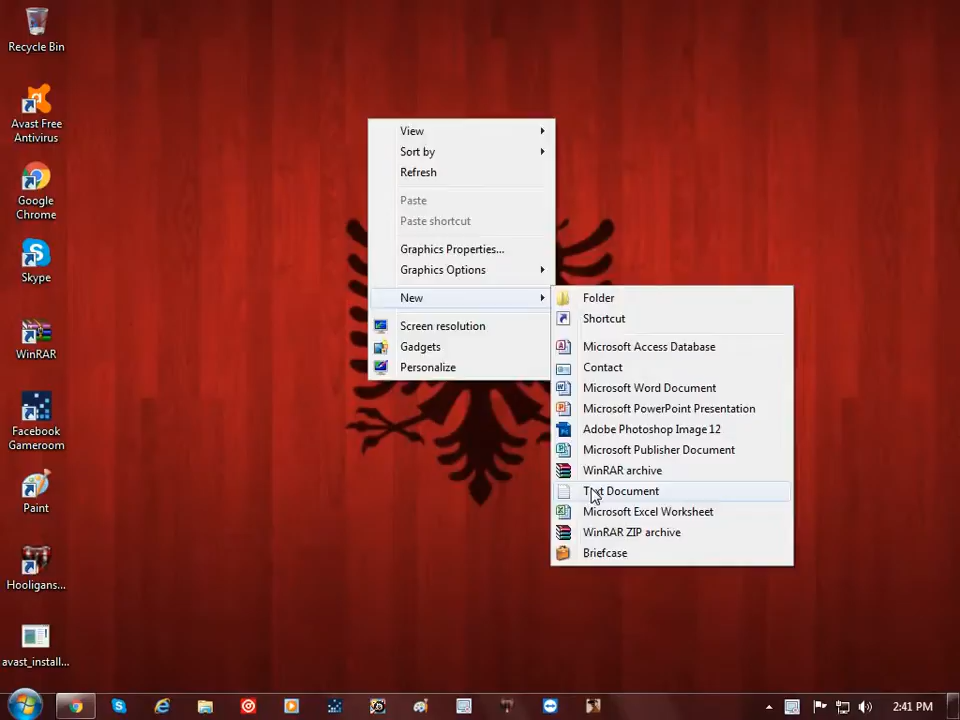 Recycle Bin
Avast Free
Antivirus
Google
Chrome
Skype
WinRAR
Facebook
Gameroom
Paint
Hooligans...
avast_install...
View
Sort by
Refresh
Paste
Paste shortcut
Graphics Properties...
Graphics Options
New
Screen resolution
Gadgets
Personalize
Folder
Shortcut
Microsoft Access Database
Contact
Microsoft Word Document
Microsoft PowerPoint Presentation
Adobe Photoshop Image 12
Microsoft Publisher Document
WinRAR archive
Text Document
Microsoft Excel Worksheet
WinRAR ZIP archive
Briefcase
2:41 PM